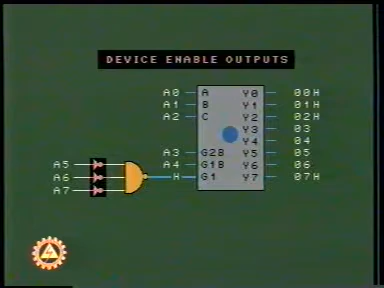 DEVICE ENABLE OUTPUTS
A0 A Y0 00H
A1 B Y1 01H
A2 C Y2 02H
Y3 03
Y4 04
A3 G2B Y5 05
A5
A4 G1B Y6 06
A6 H G1 Y7 07H
A7